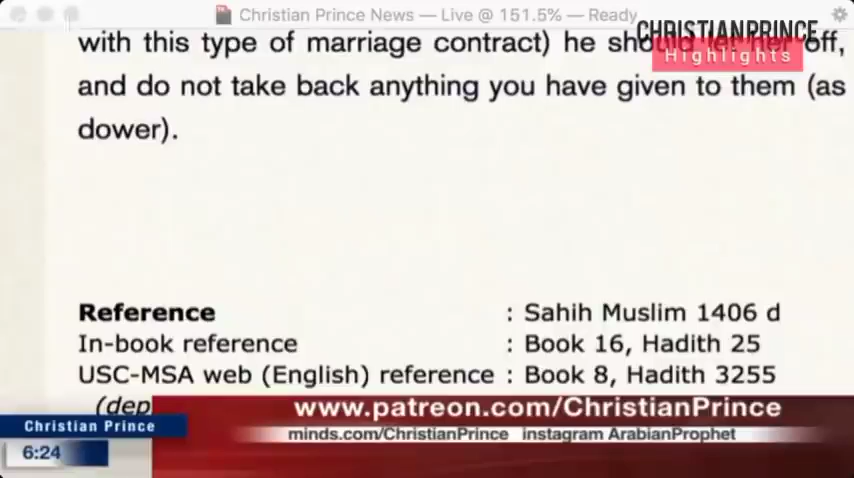 Christian Prince News — Live @ 151.5% — Ready
CHRISTIANPRINCE
Highlights
with this type of marriage contract) he should let her off,
and do not take back anything you have given to them (as
dower).
Reference : Sahih Muslim 1406 d
In-book reference : Book 16, Hadith 25
USC-MSA web (English) reference : Book 8, Hadith 3255
(dep
www.patreon.com/ChristianPrince
Christian Prince
minds.com/ChristianPrince instagram ArabianProphet
6:24